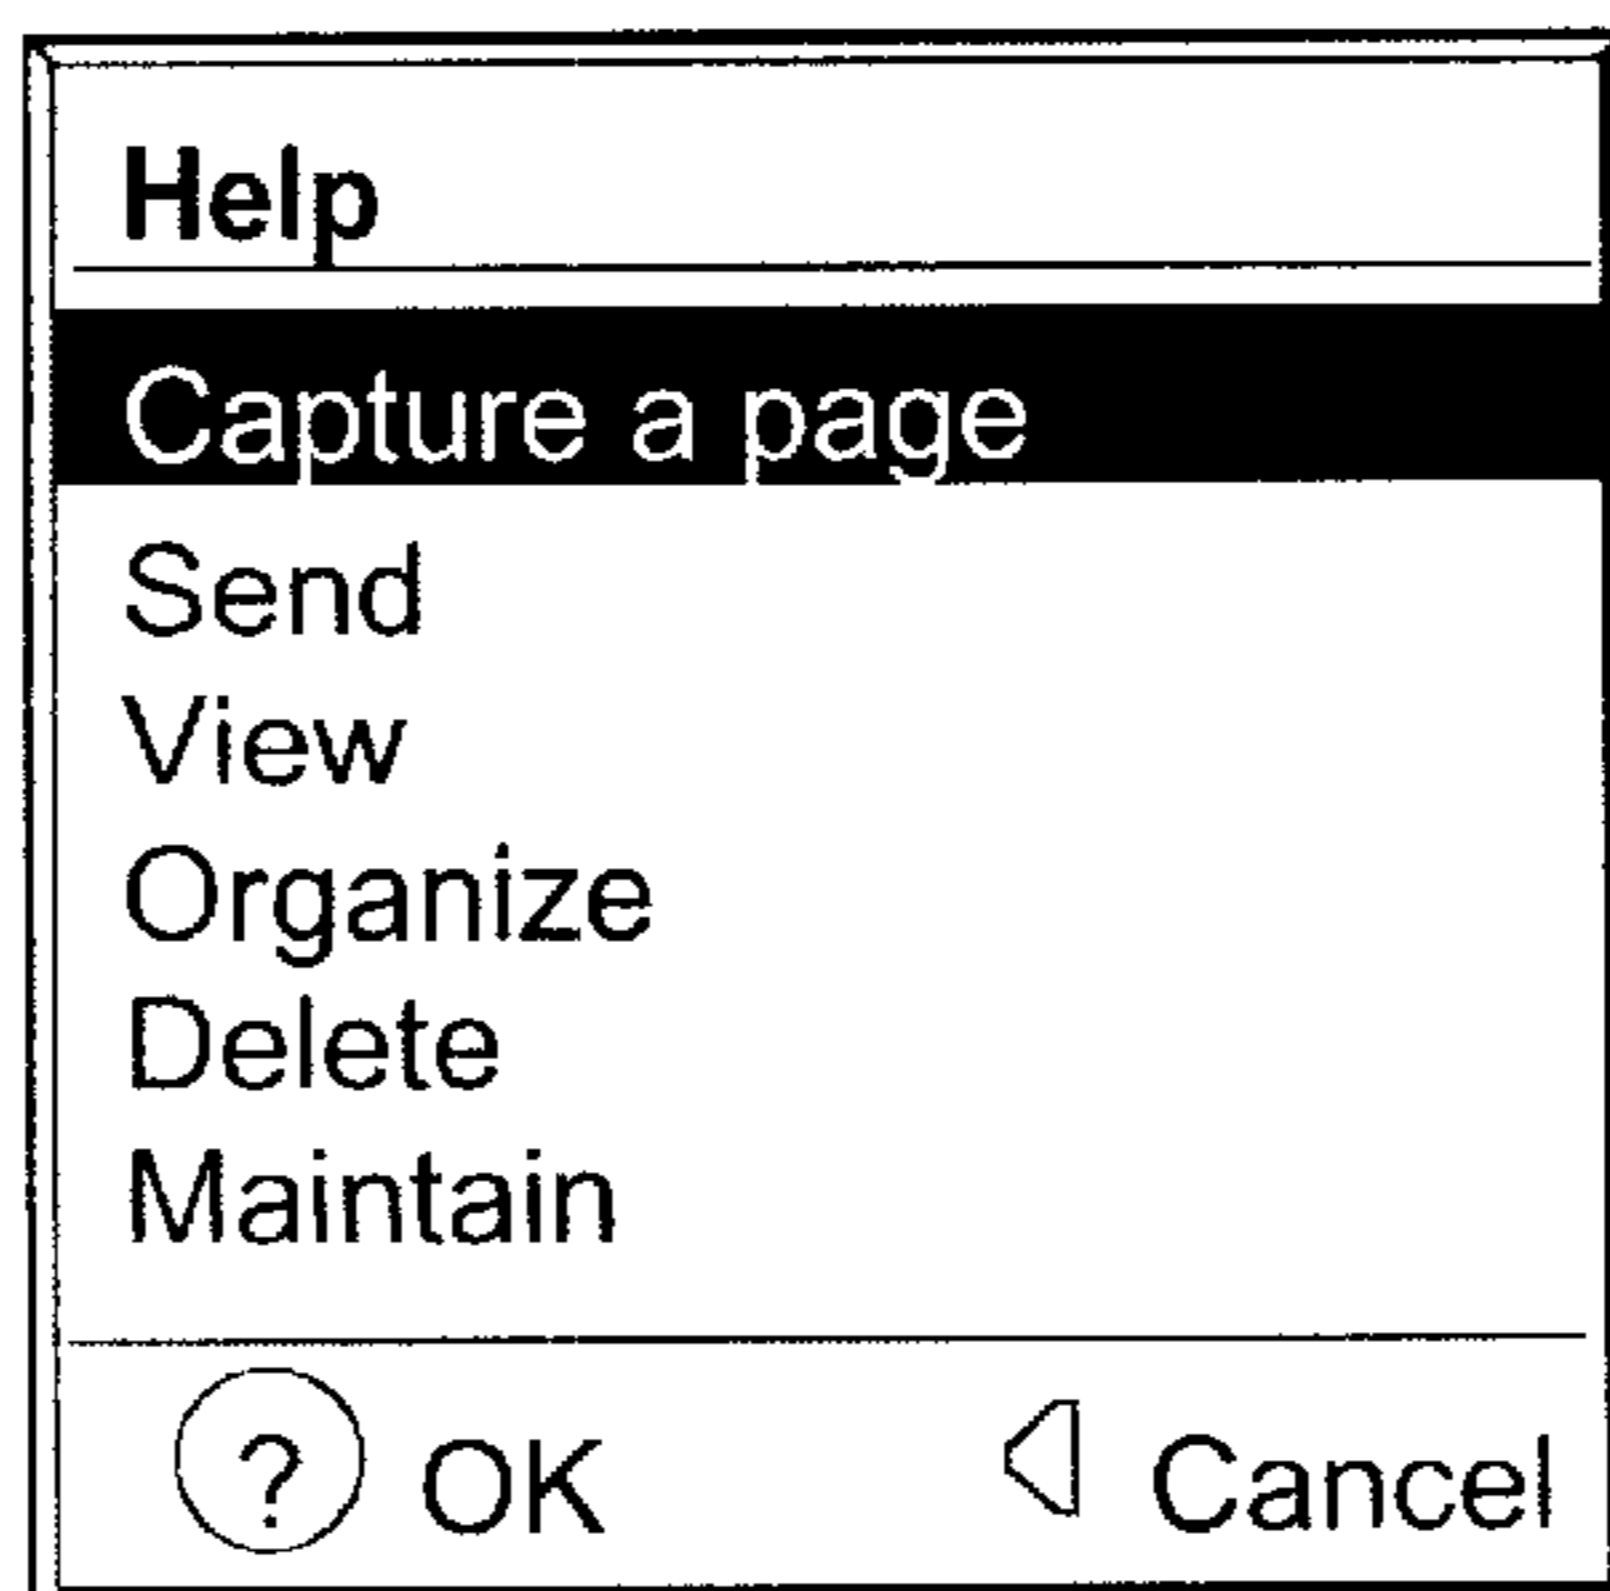 Help
Capture a page
Send
View
Organize
Delete
Maintain
? OK Cancel